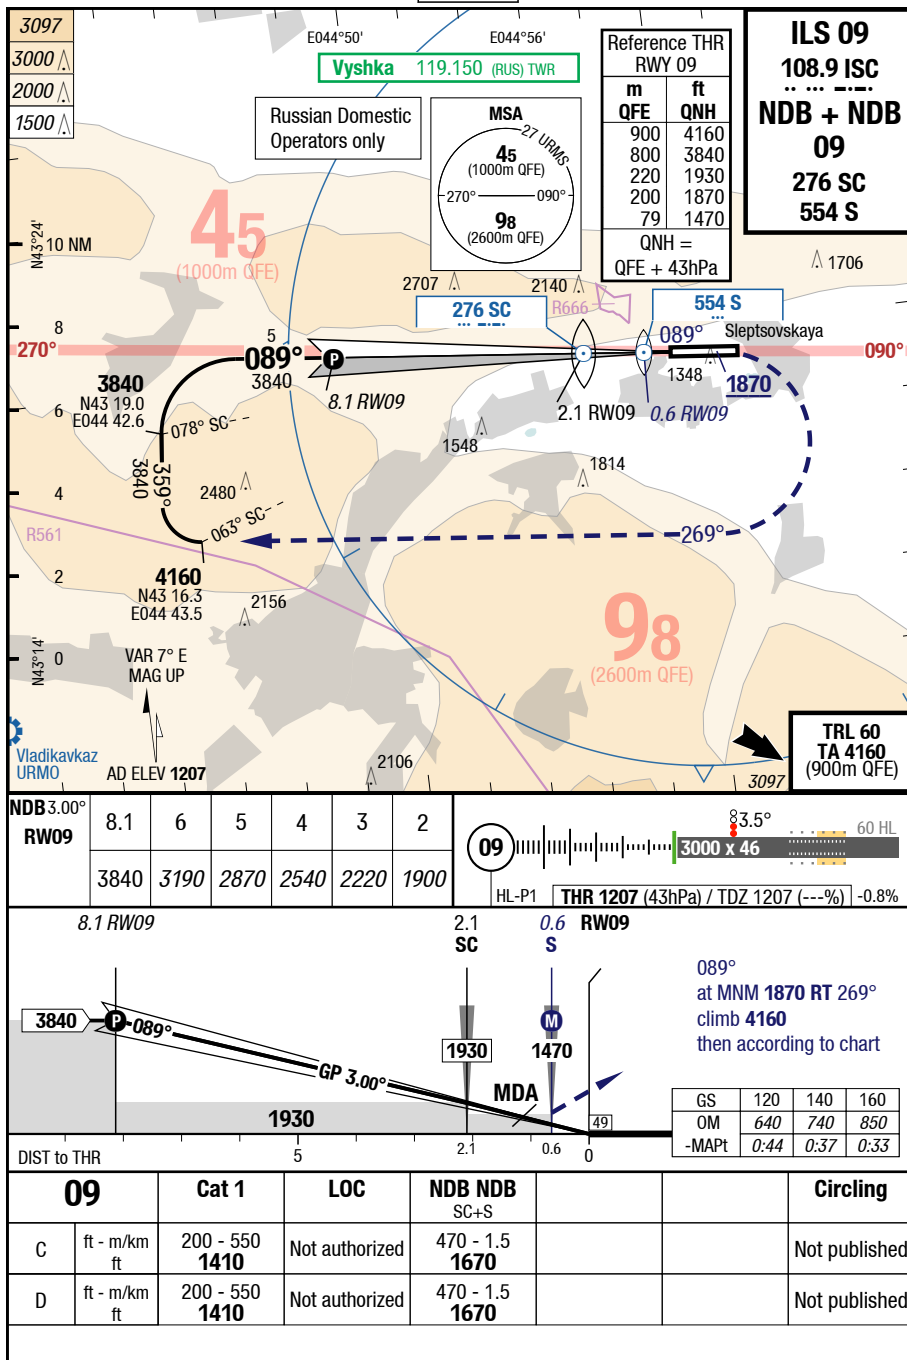 3097
3000
2000
1500
E044°50'
E044°56'
Vyshka 119.150 (RUS) TWR
Russian Domestic
Operators only
MSA
27 URMS
45
(1000m QFE)
270°
090°
98
(2600m QFE)
Reference THR
RWY 09
m ft
QFE QNH
900 4160
800 3840
220 1930
200 1870
79 1470
QNH =
QFE + 43hPa
ILS 09
108.9 ISC
NDB + NDB
09
276 SC
554 S
N43°24'
10 NM
45
(1000m QFE)
2707
2140
1706
R666
276 SC
554 S
8
270°
5
089°
3840
P
8.1 RW09
089°
Sleptsovskaya
090°
1348
1870
2.1 RW09
0.6 RW09
3840
N43 19.0
E044 42.6
6
078° SC
1548
359°
3840
4
2480
1814
063° SC
269°
R561
4160
N43 16.3
E044 43.5
2
2156
98
(2600m QFE)
N43°14'
0
VAR 7° E
MAG UP
Vladikavkaz
URMO
AD ELEV 1207
2106
3097
TRL 60
TA 4160
(900m QFE)
NDB 3.00°
RW09
8.1 6 5 4 3 2
3840 3190 2870 2540 2220 1900
09
3.5°
60 HL
3000 x 46
HL-P1
THR 1207 (43hPa) / TDZ 1207 (---%)
-0.8%
8.1 RW09
2.1
SC
0.6
S
RW09
3840
P
089°
GP 3.00°
1930
M
1470
MDA
1930
49
089°
at MNM 1870 RT 269°
climb 4160
then according to chart
GS 120 140 160
OM 640 740 850
-MAPt 0:44 0:37 0:33
DIST to THR
5
2.1
0.6
0
09 Cat 1 LOC NDB NDB Circling
SC+S
C ft - m/km 200 - 550 Not authorized 470 - 1.5 Not published
ft 1410 1670
D ft - m/km 200 - 550 Not authorized 470 - 1.5 Not published
ft 1410 1670